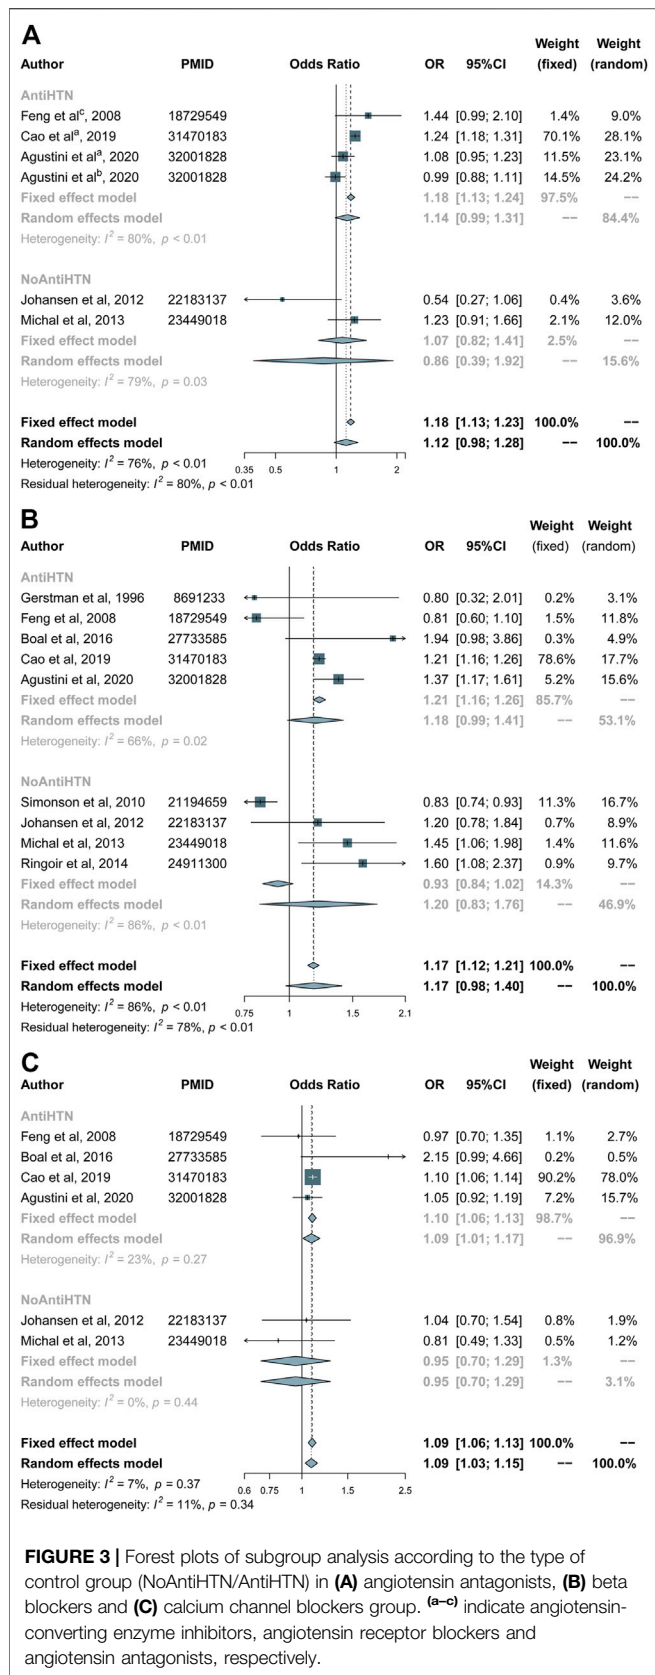 A
Weight Weight
Author PMID Odds Ratio OR 95%CI (fixed) (random)
AntiHTN
Feng et alᶜ, 2008 18729549 1.44 [0.99; 2.10] 1.4% 9.0%
Cao et alᵃ, 2019 31470183 1.24 [1.18; 1.31] 70.1% 28.1%
Agustini et alᵃ, 2020 32001828 1.08 [0.95; 1.23] 11.5% 23.1%
Agustini et alᵇ, 2020 32001828 0.99 [0.88; 1.11] 14.5% 24.2%
Fixed effect model 1.18 [1.13; 1.24] 97.5% --
Random effects model 1.14 [0.99; 1.31] -- 84.4%
Heterogeneity: I² = 80%, p < 0.01
NoAntiHTN
Johansen et al, 2012 22183137 0.54 [0.27; 1.06] 0.4% 3.6%
Michal et al, 2013 23449018 1.23 [0.91; 1.66] 2.1% 12.0%
Fixed effect model 1.07 [0.82; 1.41] 2.5% --
Random effects model 0.86 [0.39; 1.92] -- 15.6%
Heterogeneity: I² = 79%, p = 0.03
Fixed effect model 1.18 [1.13; 1.23] 100.0% --
Random effects model 1.12 [0.98; 1.28] -- 100.0%
Heterogeneity: I² = 76%, p < 0.01
0.35 0.5 1 2
Residual heterogeneity: I² = 80%, p < 0.01
B
Weight Weight
Author PMID Odds Ratio OR 95%CI (fixed) (random)
AntiHTN
Gerstman et al, 1996 8691233 0.80 [0.32; 2.01] 0.2% 3.1%
Feng et al, 2008 18729549 0.81 [0.60; 1.10] 1.5% 11.8%
Boal et al, 2016 27733585 1.94 [0.98; 3.86] 0.3% 4.9%
Cao et al, 2019 31470183 1.21 [1.16; 1.26] 78.6% 17.7%
Agustini et al, 2020 32001828 1.37 [1.17; 1.61] 5.2% 15.6%
Fixed effect model 1.21 [1.16; 1.26] 85.7% --
Random effects model 1.18 [0.99; 1.41] -- 53.1%
Heterogeneity: I² = 66%, p = 0.02
NoAntiHTN
Simonson et al, 2010 21194659 0.83 [0.74; 0.93] 11.3% 16.7%
Johansen et al, 2012 22183137 1.20 [0.78; 1.84] 0.7% 8.9%
Michal et al, 2013 23449018 1.45 [1.06; 1.98] 1.4% 11.6%
Ringoir et al, 2014 24911300 1.60 [1.08; 2.37] 0.9% 9.7%
Fixed effect model 0.93 [0.84; 1.02] 14.3% --
Random effects model 1.20 [0.83; 1.76] -- 46.9%
Heterogeneity: I² = 86%, p < 0.01
Fixed effect model 1.17 [1.12; 1.21] 100.0% --
Random effects model 1.17 [0.98; 1.40] -- 100.0%
Heterogeneity: I² = 86%, p < 0.01
0.75 1 1.5 2.1
Residual heterogeneity: I² = 78%, p < 0.01
C
Weight Weight
Author PMID Odds Ratio OR 95%CI (fixed) (random)
AntiHTN
Feng et al, 2008 18729549 0.97 [0.70; 1.35] 1.1% 2.7%
Boal et al, 2016 27733585 2.15 [0.99; 4.66] 0.2% 0.5%
Cao et al, 2019 31470183 1.10 [1.06; 1.14] 90.2% 78.0%
Agustini et al, 2020 32001828 1.05 [0.92; 1.19] 7.2% 15.7%
Fixed effect model 1.10 [1.06; 1.13] 98.7% --
Random effects model 1.09 [1.01; 1.17] -- 96.9%
Heterogeneity: I² = 23%, p = 0.27
NoAntiHTN
Johansen et al, 2012 22183137 1.04 [0.70; 1.54] 0.8% 1.9%
Michal et al, 2013 23449018 0.81 [0.49; 1.33] 0.5% 1.2%
Fixed effect model 0.95 [0.70; 1.29] 1.3% --
Random effects model 0.95 [0.70; 1.29] -- 3.1%
Heterogeneity: I² = 0%, p = 0.44
Fixed effect model 1.09 [1.06; 1.13] 100.0% --
Random effects model 1.09 [1.03; 1.15] -- 100.0%
Heterogeneity: I² = 7%, p = 0.37
0.6 0.75 1 1.5 2.5
Residual heterogeneity: I² = 11%, p = 0.34
FIGURE 3 | Forest plots of subgroup analysis according to the type of
control group (NoAntiHTN/AntiHTN) in (A) angiotensin antagonists, (B) beta
blockers and (C) calcium channel blockers group. ⁽ᵃ⁻ᶜ⁾ indicate angiotensin-
converting enzyme inhibitors, angiotensin receptor blockers and
angiotensin antagonists, respectively.